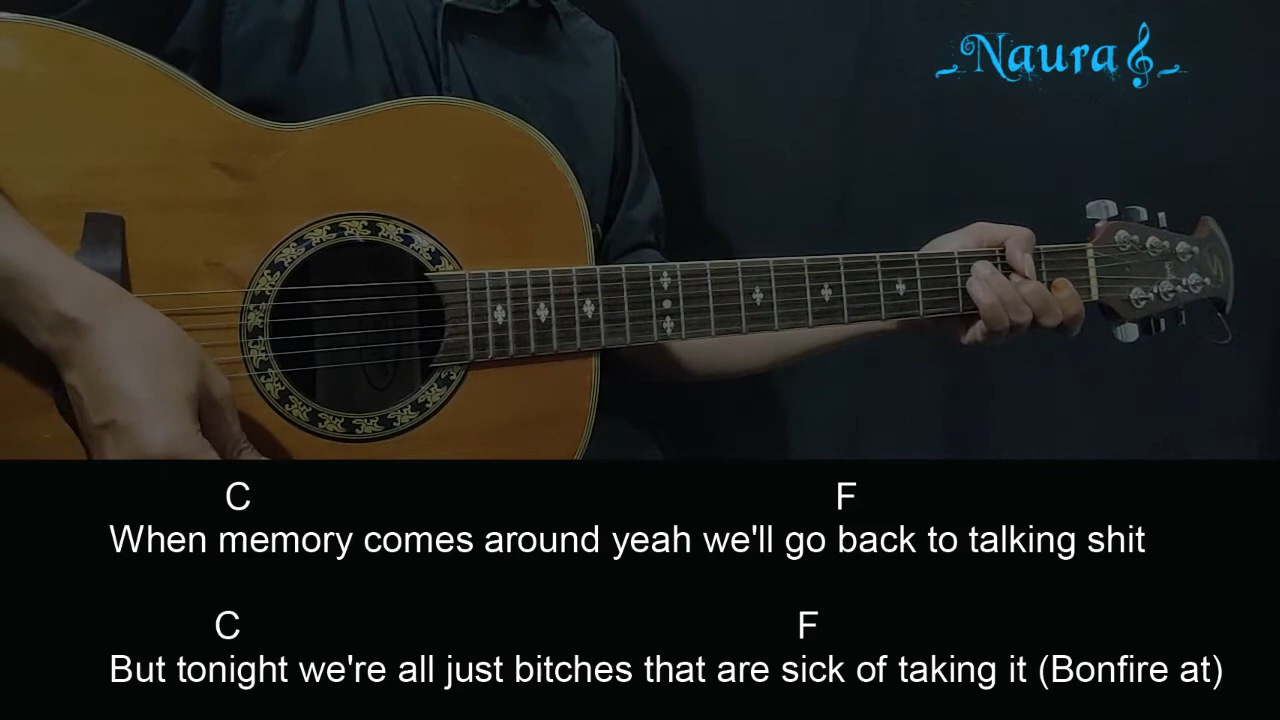 Naura
C F
When memory comes around yeah we'll go back to talking shit
C F
But tonight we're all just bitches that are sick of taking it (Bonfire at)